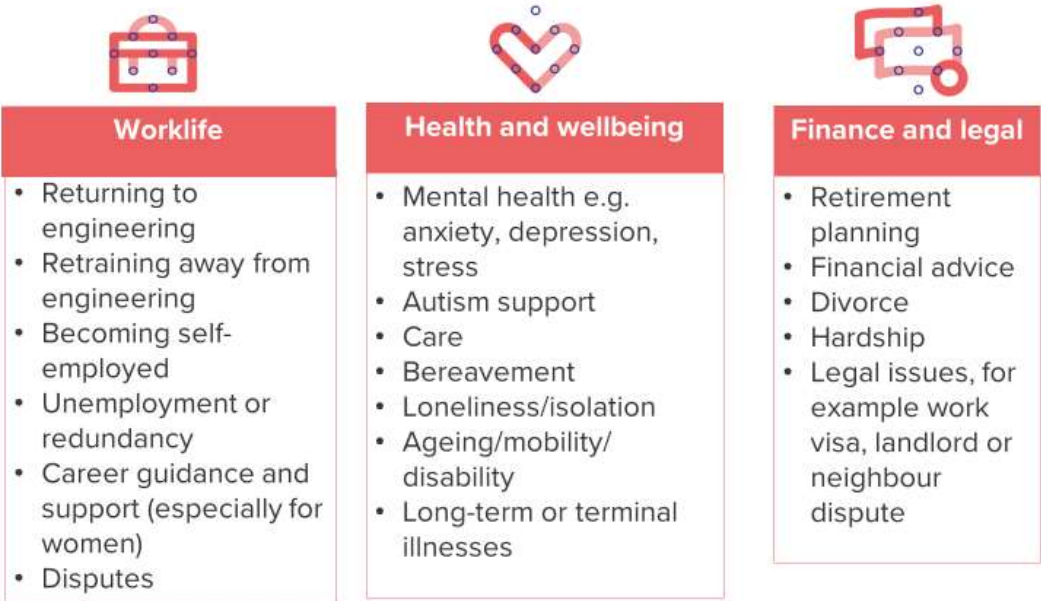 Worklife
• Returning to
engineering
• Retraining away from
engineering
• Becoming self-
employed
• Unemployment or
redundancy
• Career guidance and
support (especially for
women)
• Disputes
Health and wellbeing
• Mental health e.g.
anxiety, depression,
stress
• Autism support
• Care
• Bereavement
• Loneliness/isolation
• Ageing/mobility/
disability
• Long-term or terminal
illnesses
Finance and legal
• Retirement
planning
• Financial advice
• Divorce
• Hardship
• Legal issues, for
example work
visa, landlord or
neighbour
dispute